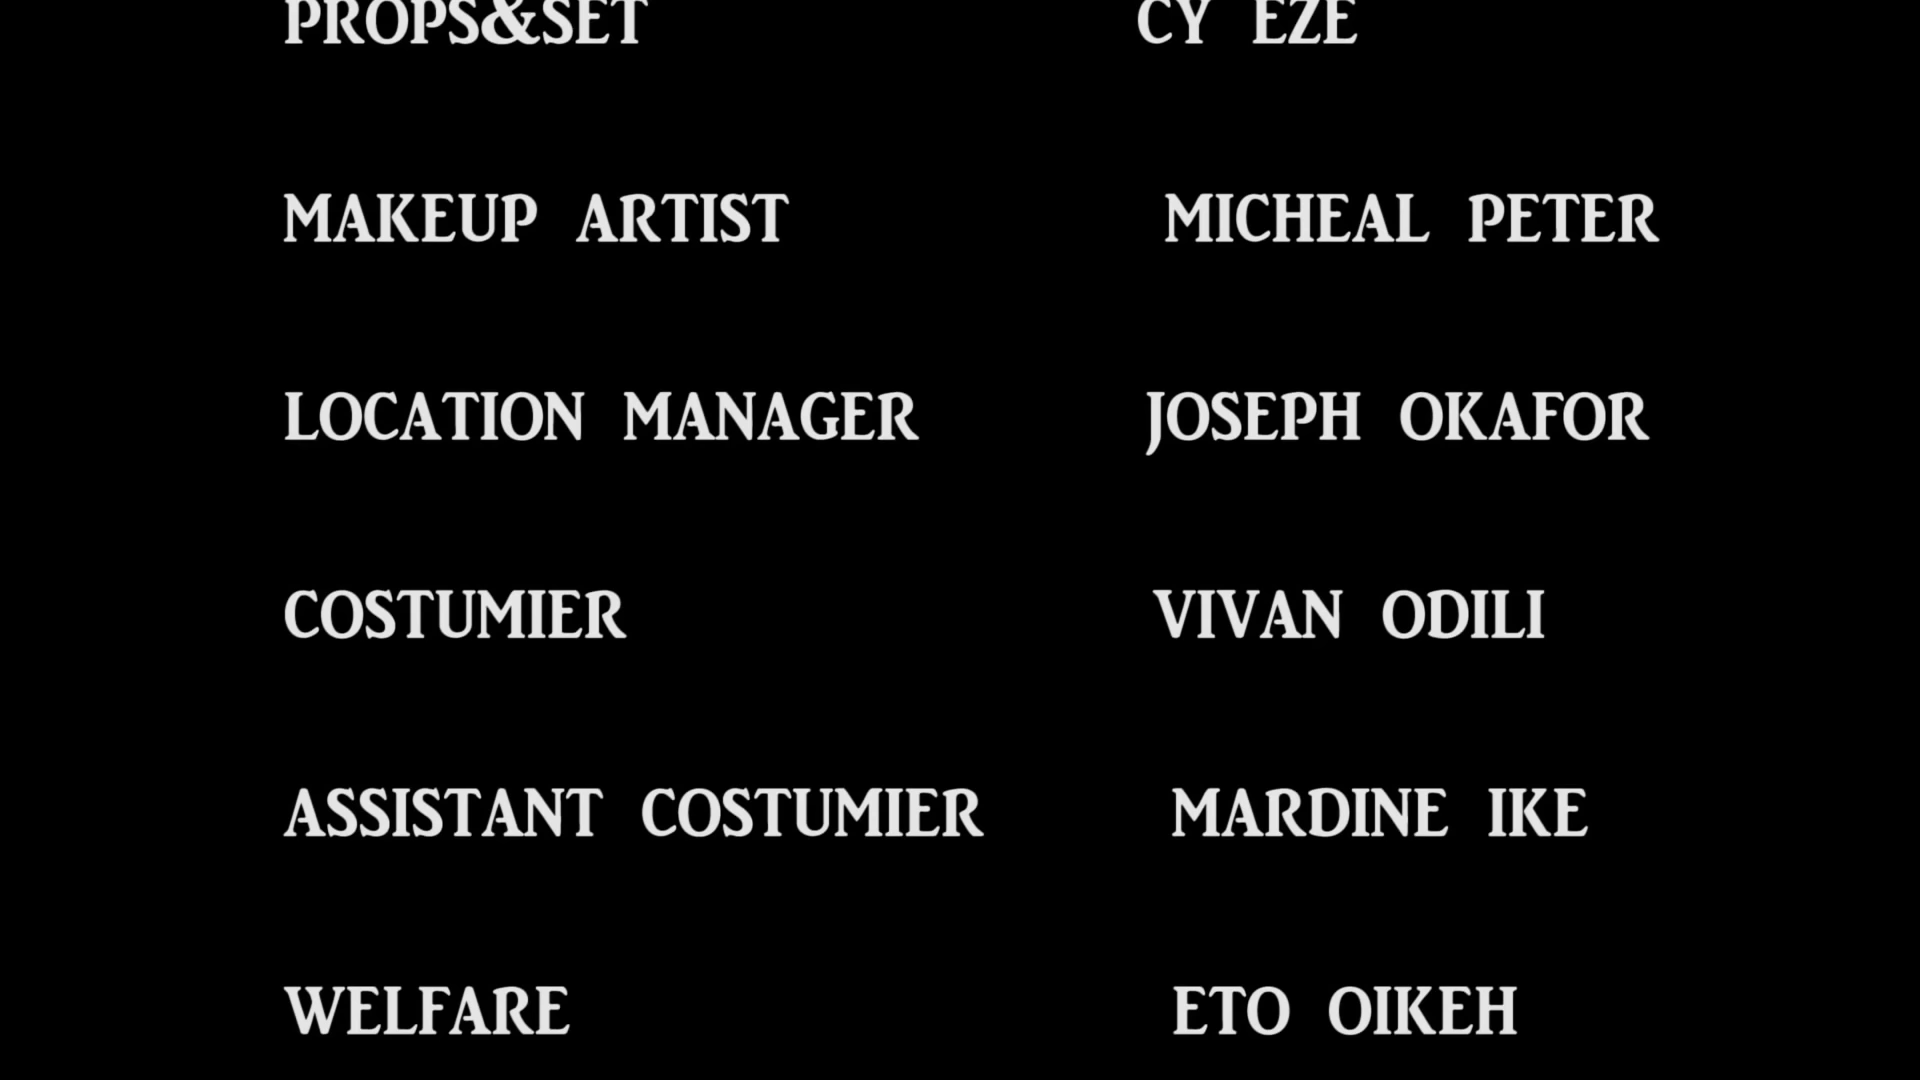 PROPS&SET CY EZE
MAKEUP ARTIST MICHEAL PETER
LOCATION MANAGER JOSEPH OKAFOR
COSTUMIER VIVAN ODILI
ASSISTANT COSTUMIER MARDINE IKE
WELFARE ETO OIKEH